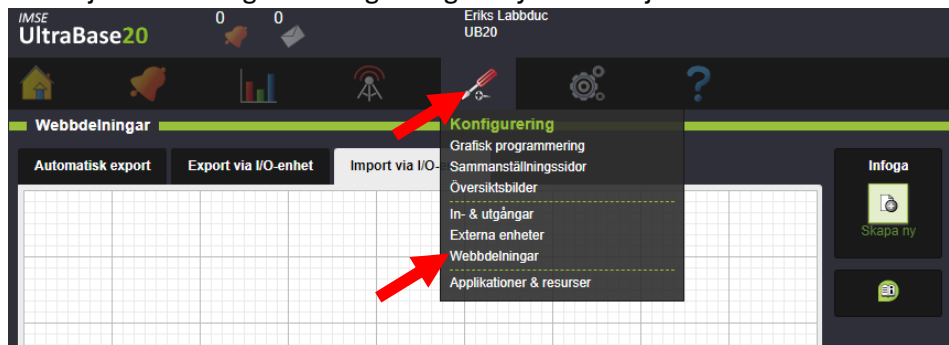 IMSE
UltraBase20
0
0
Eriks Labbduc
UB20
Webbdelningar
Automatisk export
Export via I/O-enhet
Import via I/O-
Konfigurering
Grafisk programmering
Sammanställningssidor
Översiktsbilder
In- & utgångar
Externa enheter
Webbdelningar
Applikationer & resurser
Infoga
Skapa ny